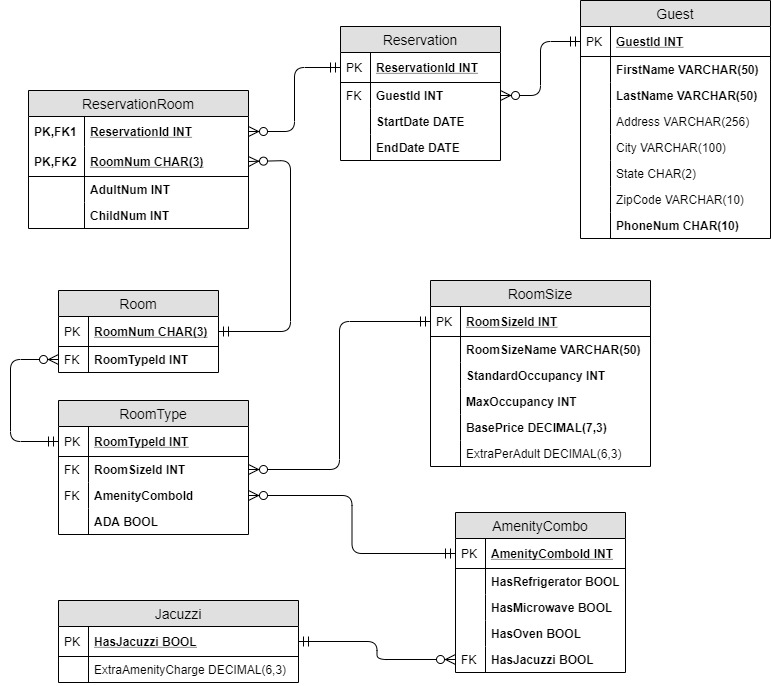 Guest
PK GuestId INT
FirstName VARCHAR(50)
LastName VARCHAR(50)
Address VARCHAR(256)
City VARCHAR(100)
State CHAR(2)
ZipCode VARCHAR(10)
PhoneNum CHAR(10)
Reservation
PK ReservationId INT
FK GuestId INT
StartDate DATE
EndDate DATE
ReservationRoom
PK,FK1 ReservationId INT
PK,FK2 RoomNum CHAR(3)
AdultNum INT
ChildNum INT
Room
PK RoomNum CHAR(3)
FK RoomTypeId INT
RoomSize
PK RoomSizeId INT
RoomSizeName VARCHAR(50)
StandardOccupancy INT
MaxOccupancy INT
BasePrice DECIMAL(7,3)
ExtraPerAdult DECIMAL(6,3)
RoomType
PK RoomTypeId INT
FK RoomSizeId INT
FK AmenityComboId
ADA BOOL
AmenityCombo
PK AmenityComboId INT
HasRefrigerator BOOL
HasMicrowave BOOL
HasOven BOOL
FK HasJacuzzi BOOL
Jacuzzi
PK HasJacuzzi BOOL
ExtraAmenityCharge DECIMAL(6,3)